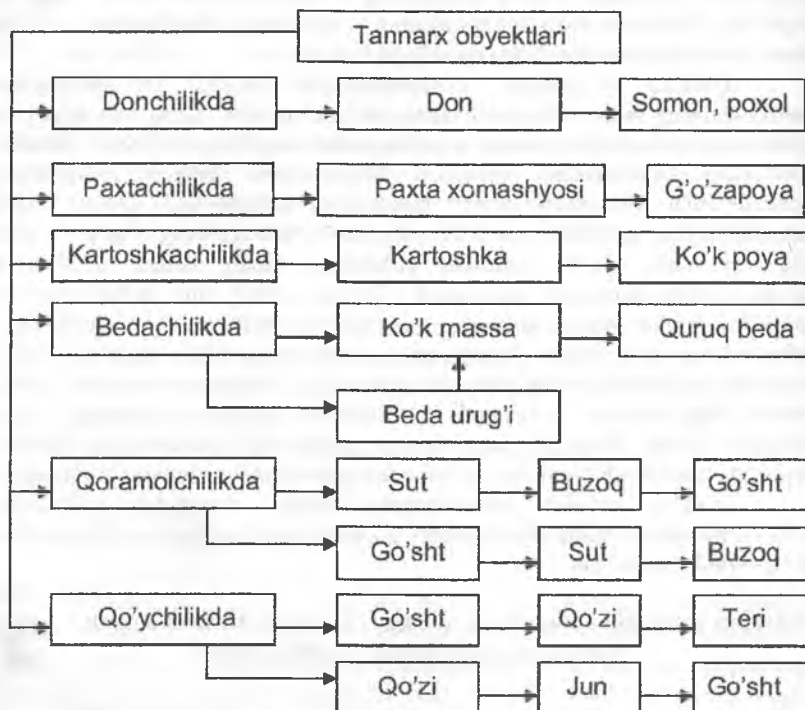 Tannarx obyektlari
Donchilikda Don Somon, poxol
Paxtachilikda Paxta xomashyosi G'o'zapoya
Kartoshkachilikda Kartoshka Ko'k poya
Bedachilikda Ko'k massa Quruq beda
Beda urug'i
Qoramolchilikda Sut Buzoq Go'sht
Go'sht Sut Buzoq
Qo'ychilikda Go'sht Qo'zi Teri
Qo'zi Jun Go'sht